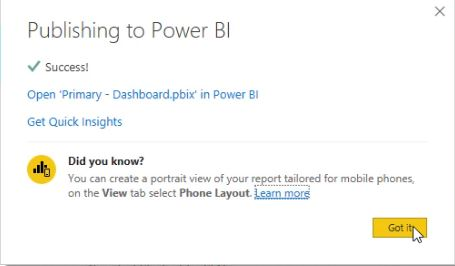 Publishing to Power BI
Success!
Open 'Primary - Dashboard.pbix' in Power BI
Get Quick Insights
Did you know?
You can create a portrait view of your report tailored for mobile phones,
on the View tab select Phone Layout. Learn more
Got it